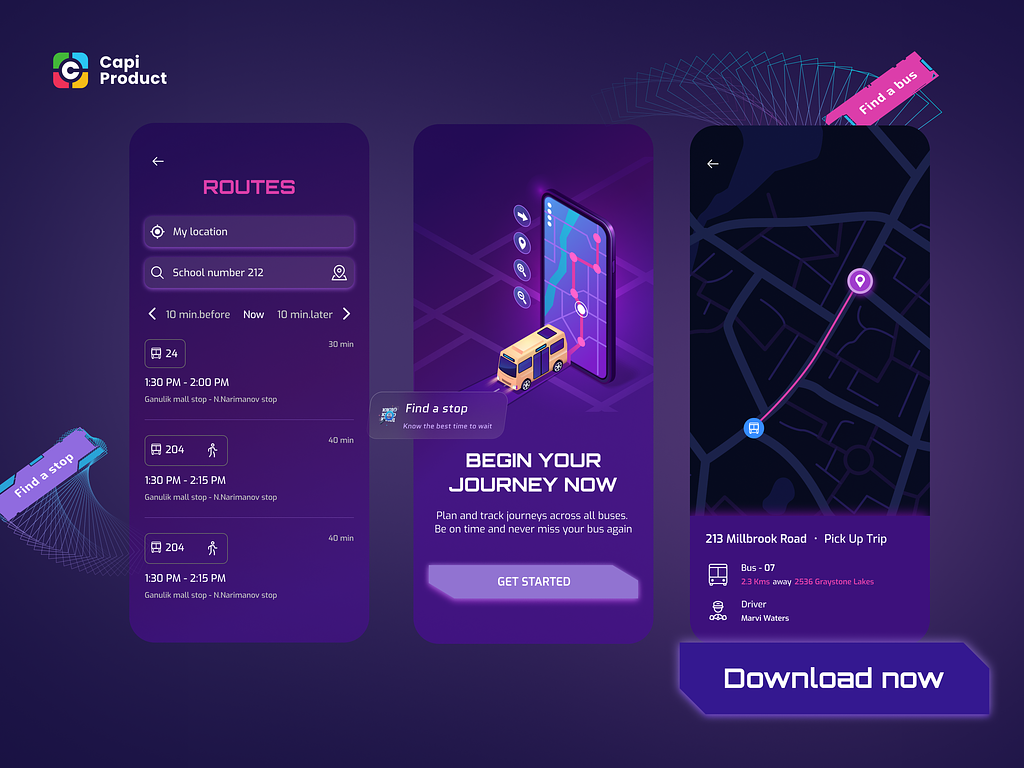 Capi
Product
Find a bus
ROUTES
My location
School number 212
10 min.before Now 10 min.later
24
30 min
1:30 PM - 2:00 PM
Ganulik mall stop - N.Narimanov stop
204
40 min
1:30 PM - 2:15 PM
Ganulik mall stop - N.Narimanov stop
204
40 min
1:30 PM - 2:15 PM
Ganulik mall stop - N.Narimanov stop
Find a stop
Find a stop
Know the best time to wait
BEGIN YOUR
JOURNEY NOW
Plan and track journeys across all buses.
Be on time and never miss your bus again
GET STARTED
213 Millbrook Road · Pick Up Trip
Bus - 07
2.3 Kms away 2536 Graystone Lakes
Driver
Marvi Waters
Download now